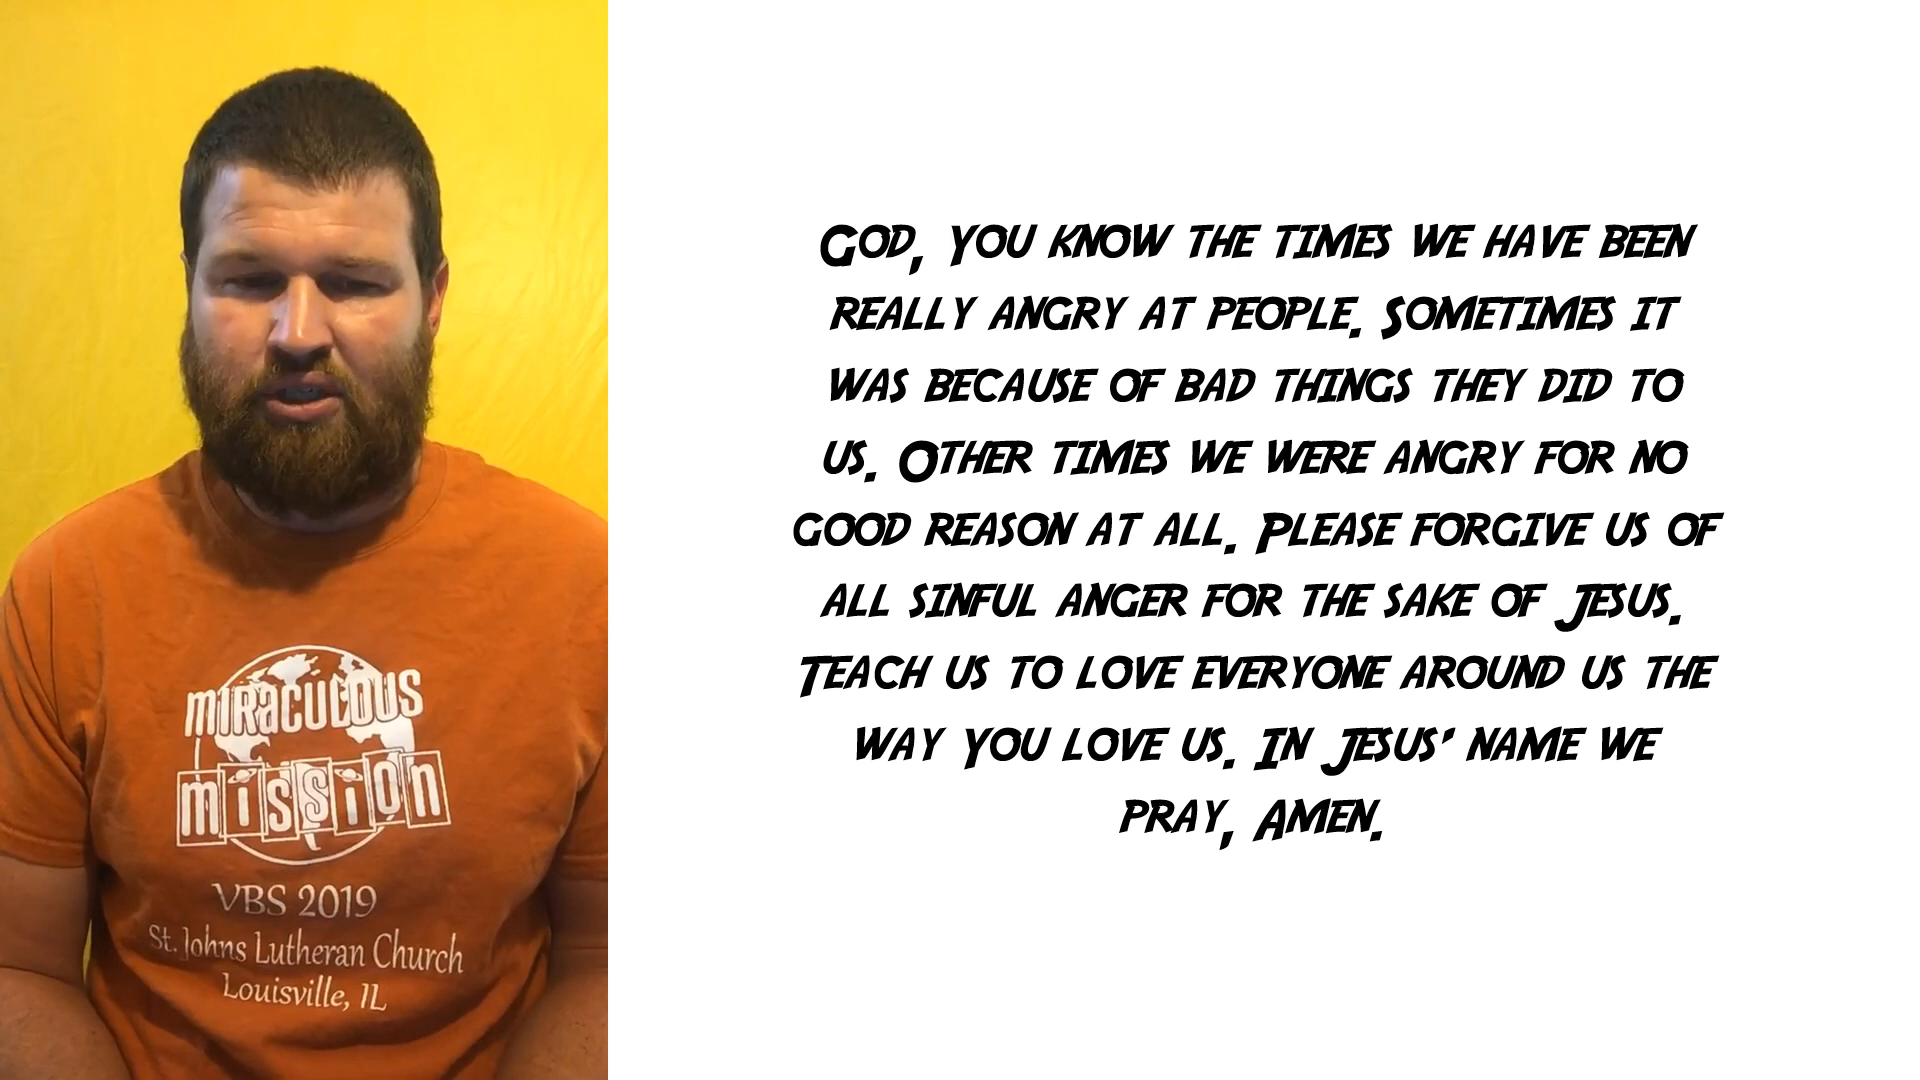 God, You know the times we have been
really angry at people. Sometimes it
was because of bad things they did to
us. Other times we were angry for no
good reason at all. Please forgive us of
all sinful anger for the sake of Jesus.
Teach us to love everyone around us the
way You love us. In Jesus' name we
pray, Amen.
miraculous
mission
VBS 2019
St. Johns Lutheran Church
Louisville, IL